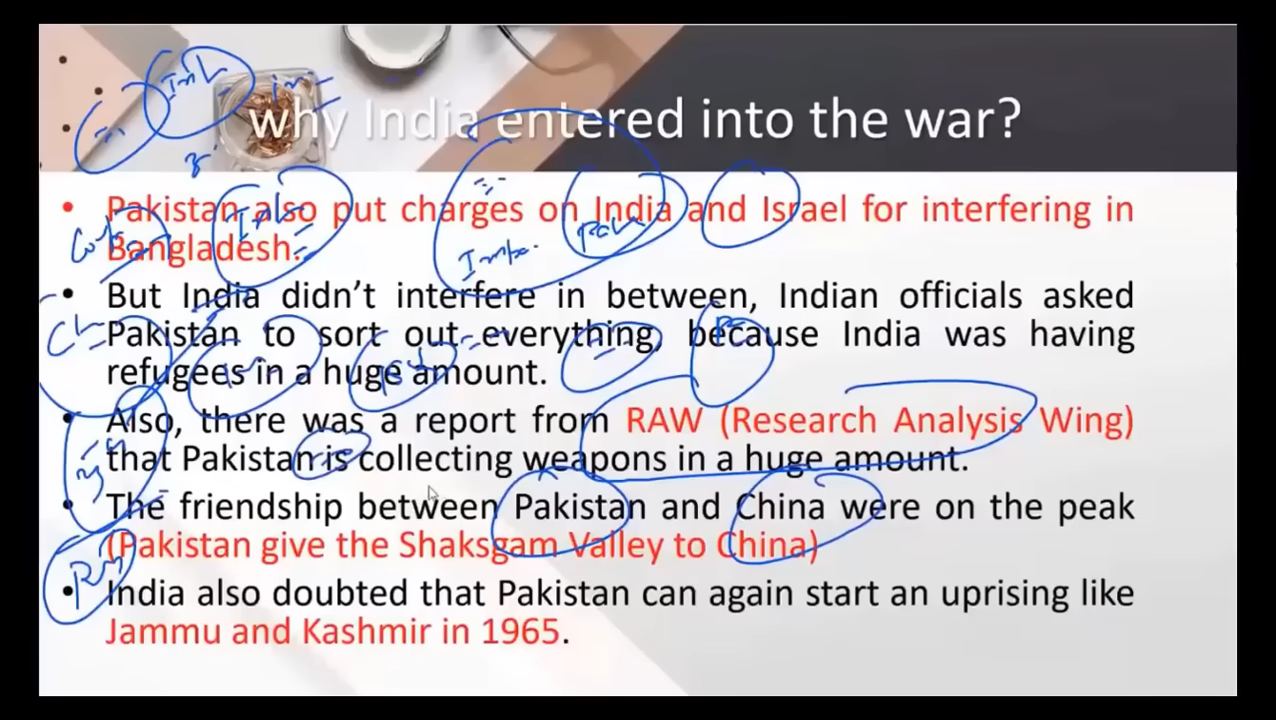 why India entered into the war?
• Pakistan also put charges on India and Israel for interfering in
Bangladesh.
• But India didn't interfere in between, Indian officials asked
Pakistan to sort out everything, because India was having
refugees in a huge amount.
• Also, there was a report from RAW (Research Analysis Wing)
that Pakistan is collecting weapons in a huge amount.
• The friendship between Pakistan and China were on the peak
(Pakistan give the Shaksgam Valley to China)
• India also doubted that Pakistan can again start an uprising like
Jammu and Kashmir in 1965.